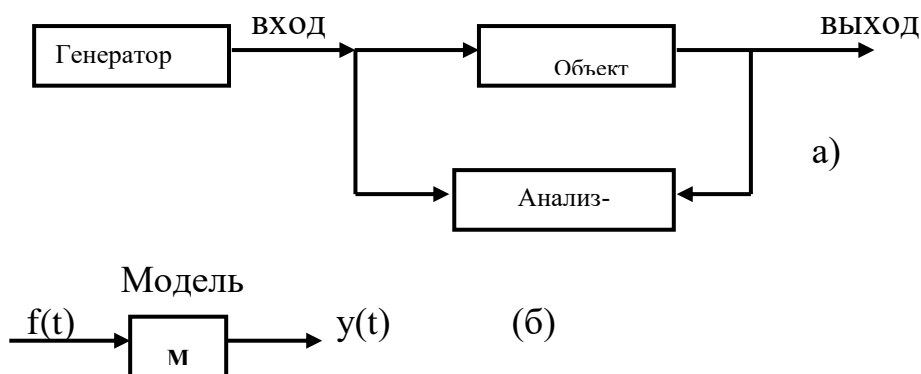 вход
выход
Генератор
Объект
а)
Анализ-
Модель
f(t)
y(t)
(б)
м